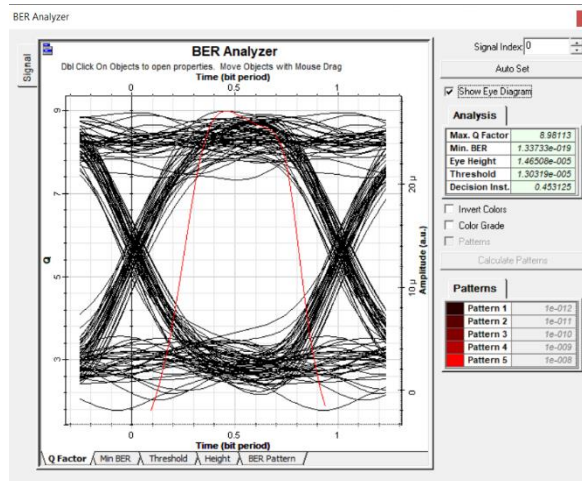 BER Analyzer
Signal
BER Analyzer
Dbl Click On Objects to open properties. Move Objects with Mouse Drag
Time (bit period)
0 0.5 1
Q
9
7
5
3
Amplitude (a.u.)
20 µ
10 µ
0
0 0.5 1
Time (bit period)
Q Factor Min BER Threshold Height BER Pattern
Signal Index: 0
Auto Set
Show Eye Diagram
Analysis
Max. Q Factor 8.98113
Min. BER 1.33733e-019
Eye Height 1.46508e-005
Threshold 1.30319e-005
Decision Inst. 0.453125
Invert Colors
Color Grade
Patterns
Calculate Patterns
Patterns
Pattern 1 1e-012
Pattern 2 1e-011
Pattern 3 1e-010
Pattern 4 1e-009
Pattern 5 1e-008